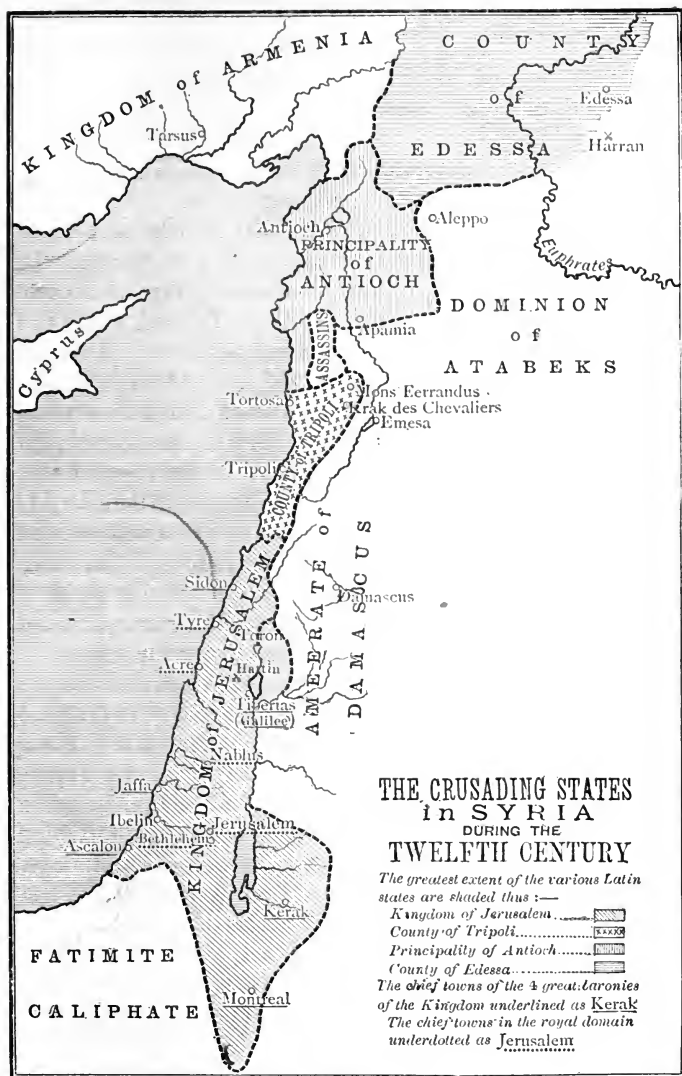 KINGDOM of ARMENIA
COUNTY
of
EDESSA
Edessa
Harran
Tarsus
Antioch
Aleppo
PRINCIPALITY
of
ANTIOCH
Euphrates
DOMINION
of
ATABEKS
Apamia
ASSASSINS
Cyprus
Tortosa
Mons Eerrandus
Krak des Chevaliers
Emesa
COUNTY of TRIPOLI
Tripoli
AMEERATE of
DAMASCUS
Damascus
Sidon
Tyre
Toron
Acre
Hattin
Tiberias
(Galilee)
KINGDOM of JERUSALEM
Nablus
Jaffa
Ibelin
Jerusalem
Bethlehem
Ascalon
Kerak
Montreal
FATIMITE
CALIPHATE
THE CRUSADING STATES
in SYRIA
DURING THE
TWELFTH CENTURY
The greatest extent of the various Latin
states are shaded thus :—
Kingdom of Jerusalem
County of Tripoli
Principality of Antioch
County of Edessa
The chief towns of the 4 great baronies
of the Kingdom underlined as Kerak
The chief towns in the royal domain
underdotted as Jerusalem